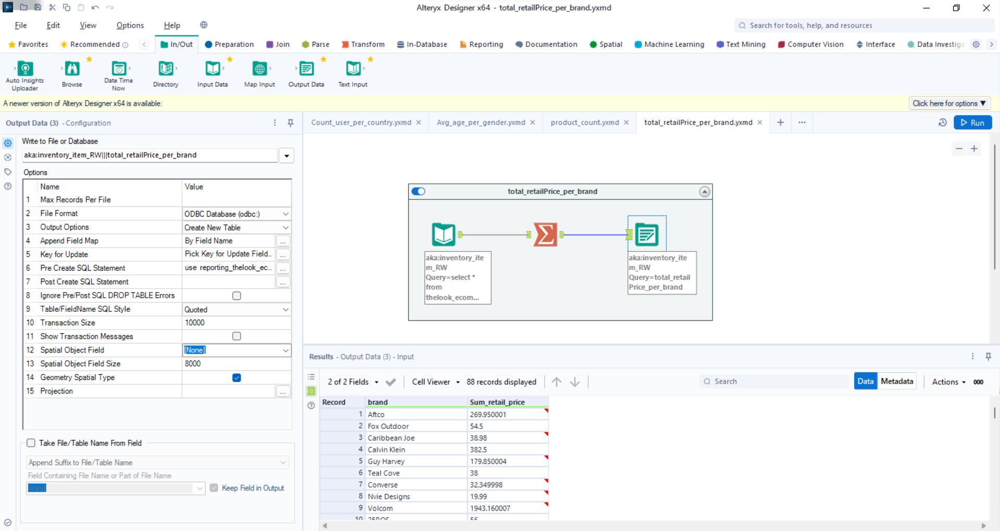 Alteryx Designer x64 - total_retailPrice_per_brand.yxmd
File Edit View Options Help
Search for tools, help, and resources
Favorites Recommended In/Out Preparation Join Parse Transform In-Database Reporting Documentation Spatial Machine Learning Text Mining Computer Vision Interface Data Investiga
Auto Insights Uploader
Browse
Date Time Now
Directory
Input Data
Map Input
Output Data
Text Input
A newer version of Alteryx Designer x64 is available:
Click here for options ▼
Output Data (3) - Configuration
Write to File or Database
aka:inventory_item_RW|||total_retailPrice_per_brand
Options
Name Value
1 Max Records Per File
2 File Format ODBC Database (odbc:)
3 Output Options Create New Table
4 Append Field Map By Field Name ...
5 Key for Update Pick Key for Update Field... ...
6 Pre Create SQL Statement use reporting_thelook_ec... ...
7 Post Create SQL Statement ...
8 Ignore Pre/Post SQL DROP TABLE Errors
9 Table/FieldName SQL Style Quoted
10 Transaction Size 10000
11 Show Transaction Messages
12 Spatial Object Field [None]
13 Spatial Object Field Size 8000
14 Geometry Spatial Type
15 Projection ...
Take File/Table Name From Field
Append Suffix to File/Table Name
Field Containing File Name or Part of File Name
brand
Keep Field in Output
Count_user_per_country.yxmd Avg_age_per_gender.yxmd product_count.yxmd total_retailPrice_per_brand.yxmd
Run
total_retailPrice_per_brand
aka:inventory_ite
m_RW
Query=select *
from
thelook_ecom...
aka:inventory_ite
m_RW
Query=total_retail
Price_per_brand
Results - Output Data (3) - Input
2 of 2 Fields Cell Viewer 88 records displayed
Search
Data Metadata Actions 000
Record brand Sum_retail_price
1 Aftco 269.950001
2 Fox Outdoor 54.5
3 Caribbean Joe 38.98
4 Calvin Klein 382.5
5 Guy Harvey 179.850004
6 Teal Cove 38
7 Converse 32.349998
8 Nvie Designs 19.99
9 Volcom 1943.160007
10 2EROS 56